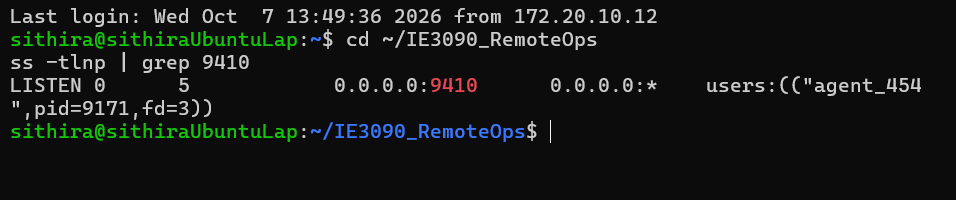 Last login: Wed Oct  7 13:49:36 2026 from 172.20.10.12
sithira@sithiraUbuntuLap:~$ cd ~/IE3090_RemoteOps
ss -tlnp | grep 9410
LISTEN 0      5            0.0.0.0:9410      0.0.0.0:*    users:(("agent_454
",pid=9171,fd=3))
sithira@sithiraUbuntuLap:~/IE3090_RemoteOps$